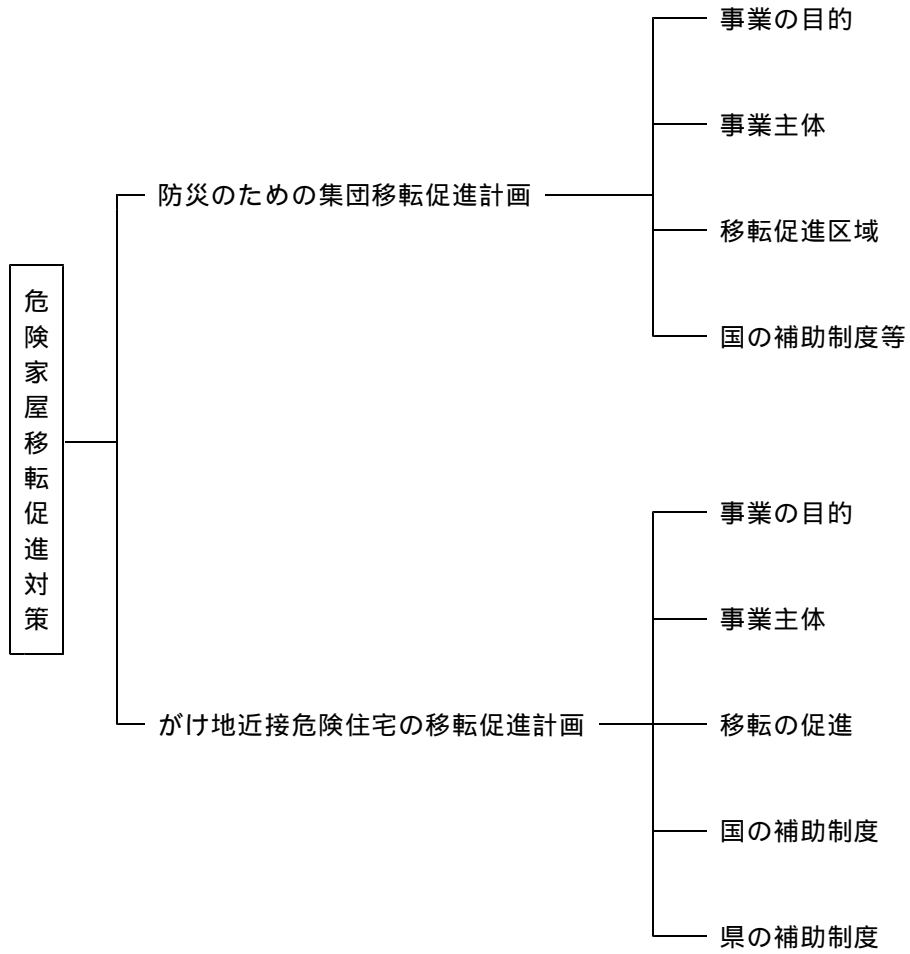 危険家屋移転促進対策
防災のための集団移転促進計画
事業の目的
事業主体
移転促進区域
国の補助制度等
がけ地近接危険住宅の移転促進計画
事業の目的
事業主体
移転の促進
国の補助制度
県の補助制度